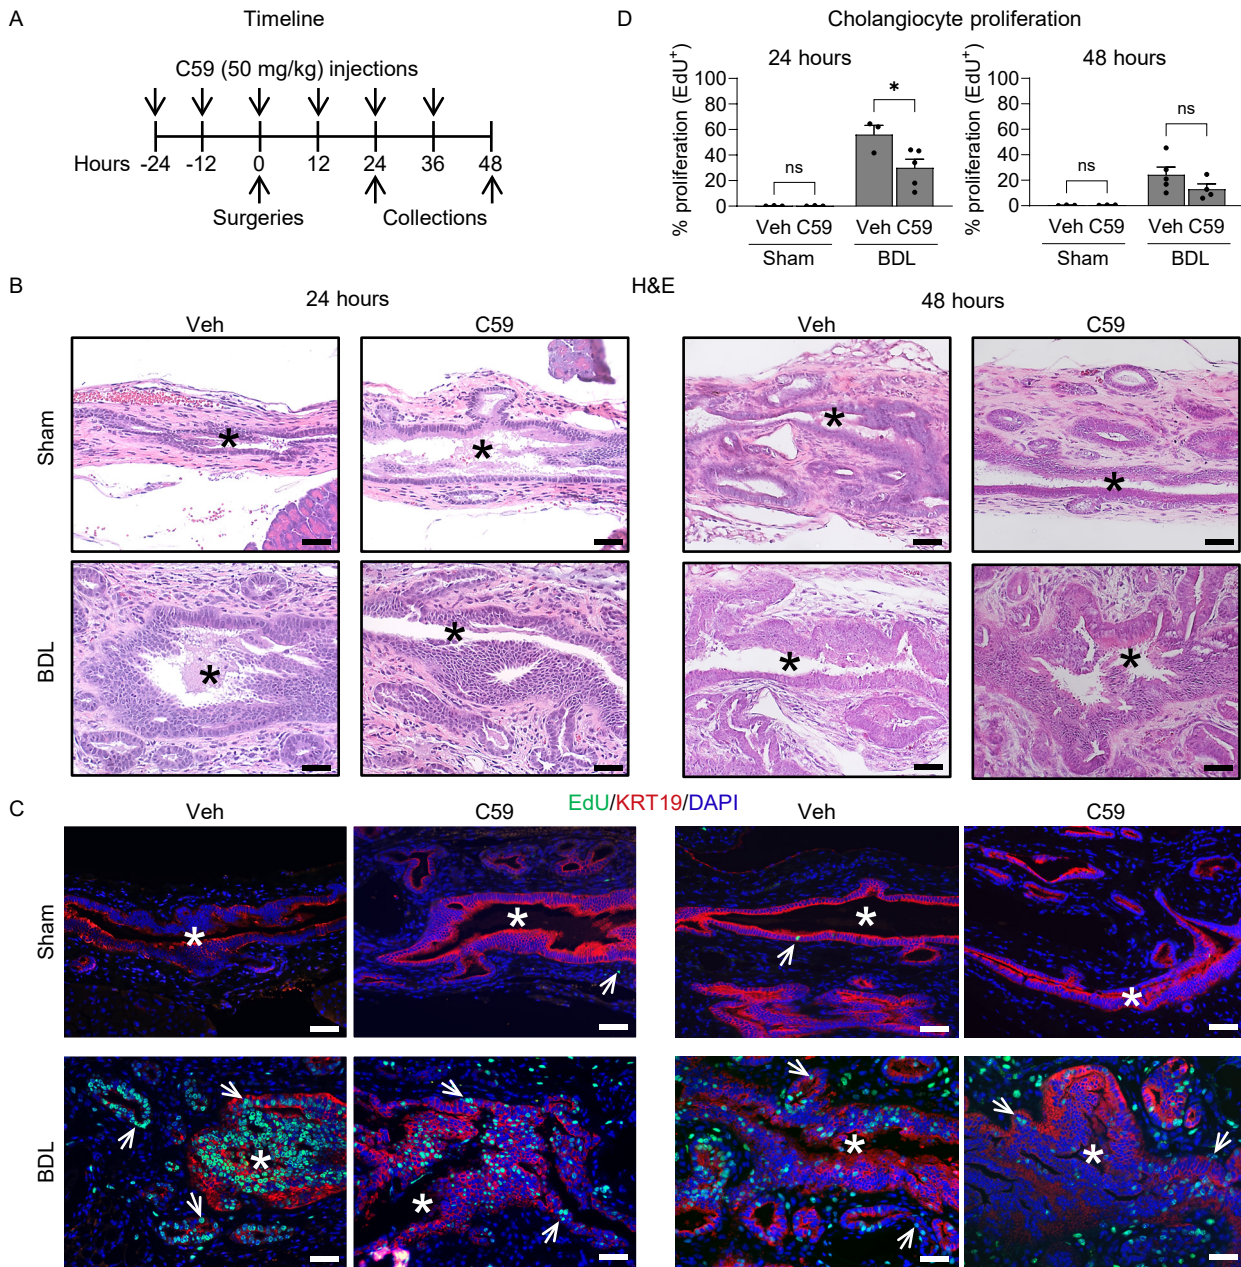 A
Timeline
C59 (50 mg/kg) injections
Hours -24 -12 0 12 24 36 48
Surgeries Collections
D
Cholangiocyte proliferation
24 hours
% proliferation (EdU+)
100
80
60
40
20
0
ns
*
Veh C59 Veh C59
Sham BDL
48 hours
% proliferation (EdU+)
100
80
60
40
20
0
ns
ns
Veh C59 Veh C59
Sham BDL
B
H&E
24 hours
48 hours
Veh C59 Veh C59
Sham
*
*
*
*
BDL
*
*
*
*
C
EdU/KRT19/DAPI
Veh C59 Veh C59
Sham
*
*
*
*
BDL
*
*
*
*